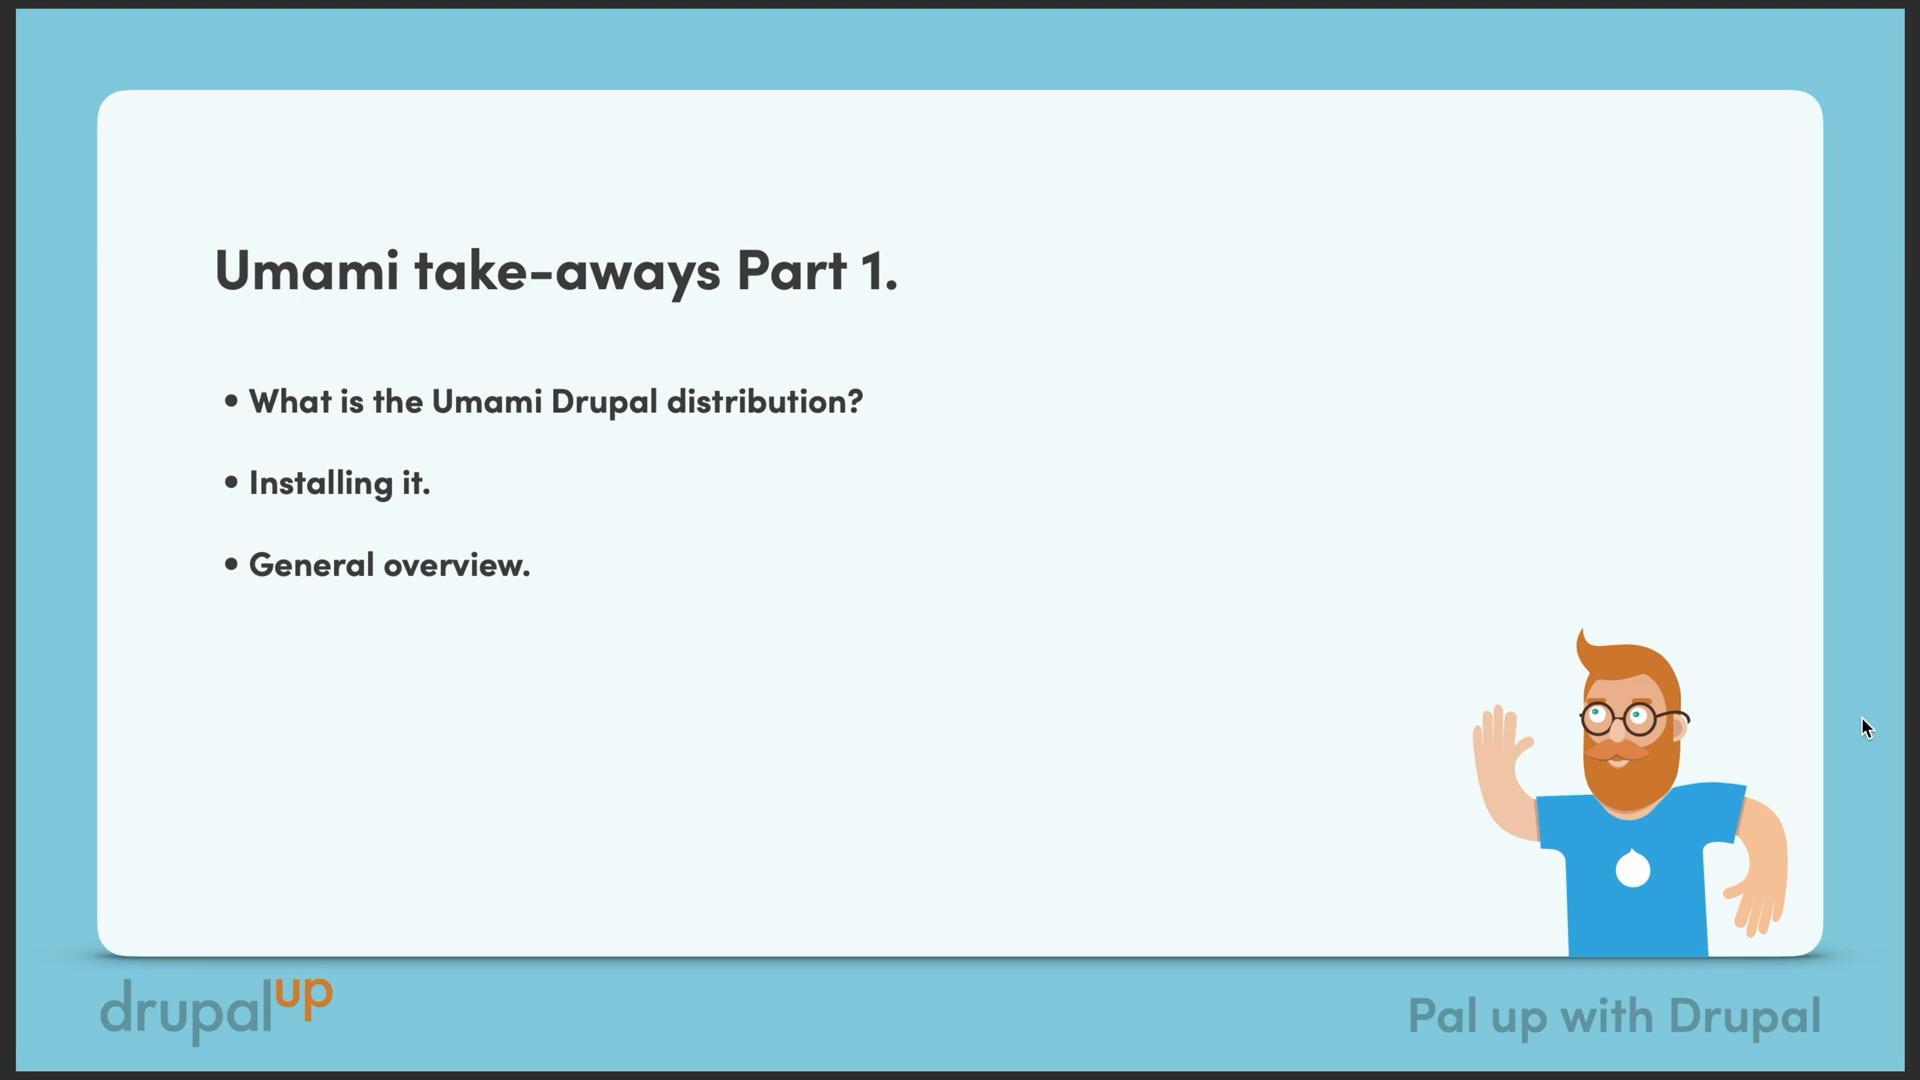 Umami take-aways Part 1.
• What is the Umami Drupal distribution?
• Installing it.
• General overview.
drupalup
Pal up with Drupal